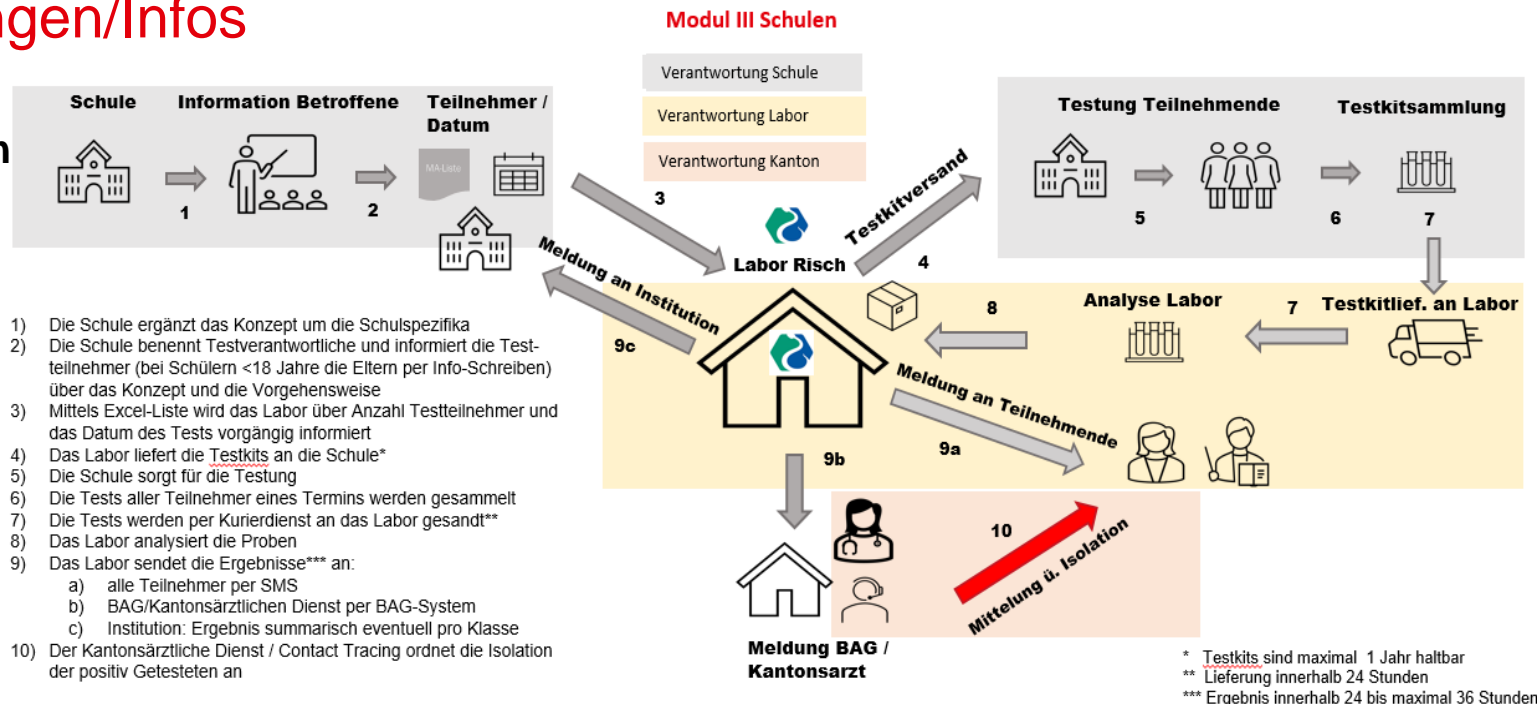 ngen/Infos
n
Modul III Schulen
Verantwortung Schule
Verantwortung Labor
Verantwortung Kanton
Schule
Information Betroffene
Teilnehmer /
Datum
MA-Liste
1
2
3
Labor Risch
Testkitversand
4
Testung Teilnehmende
Testkitsammlung
5
6
7
Testkitlief. an Labor
7
Analyse Labor
8
Meldung an Institution
9c
Meldung an Teilnehmende
9a
9b
10
Mittelung ü. Isolation
Meldung BAG /
Kantonsarzt
1) Die Schule ergänzt das Konzept um die Schulspezifika
2) Die Schule benennt Testverantwortliche und informiert die Test-
teilnehmer (bei Schülern <18 Jahre die Eltern per Info-Schreiben)
über das Konzept und die Vorgehensweise
3) Mittels Excel-Liste wird das Labor über Anzahl Testteilnehmer und
das Datum des Tests vorgängig informiert
4) Das Labor liefert die Testkits an die Schule*
5) Die Schule sorgt für die Testung
6) Die Tests aller Teilnehmer eines Termins werden gesammelt
7) Die Tests werden per Kurierdienst an das Labor gesandt**
8) Das Labor analysiert die Proben
9) Das Labor sendet die Ergebnisse*** an:
a) alle Teilnehmer per SMS
b) BAG/Kantonsärztlichen Dienst per BAG-System
c) Institution: Ergebnis summarisch eventuell pro Klasse
10) Der Kantonsärztliche Dienst / Contact Tracing ordnet die Isolation
der positiv Getesteten an
* Testkits sind maximal 1 Jahr haltbar
** Lieferung innerhalb 24 Stunden
*** Ergebnis innerhalb 24 bis maximal 36 Stunden